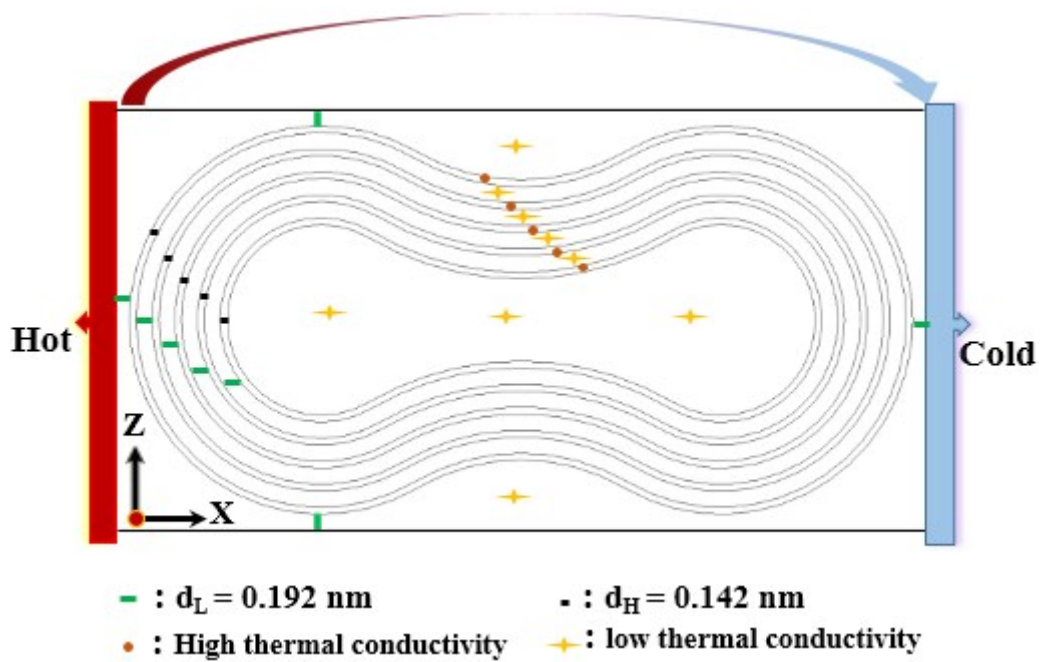 Hot
Cold
Z
X
: d_L = 0.192 nm
: d_H = 0.142 nm
: High thermal conductivity
: low thermal conductivity